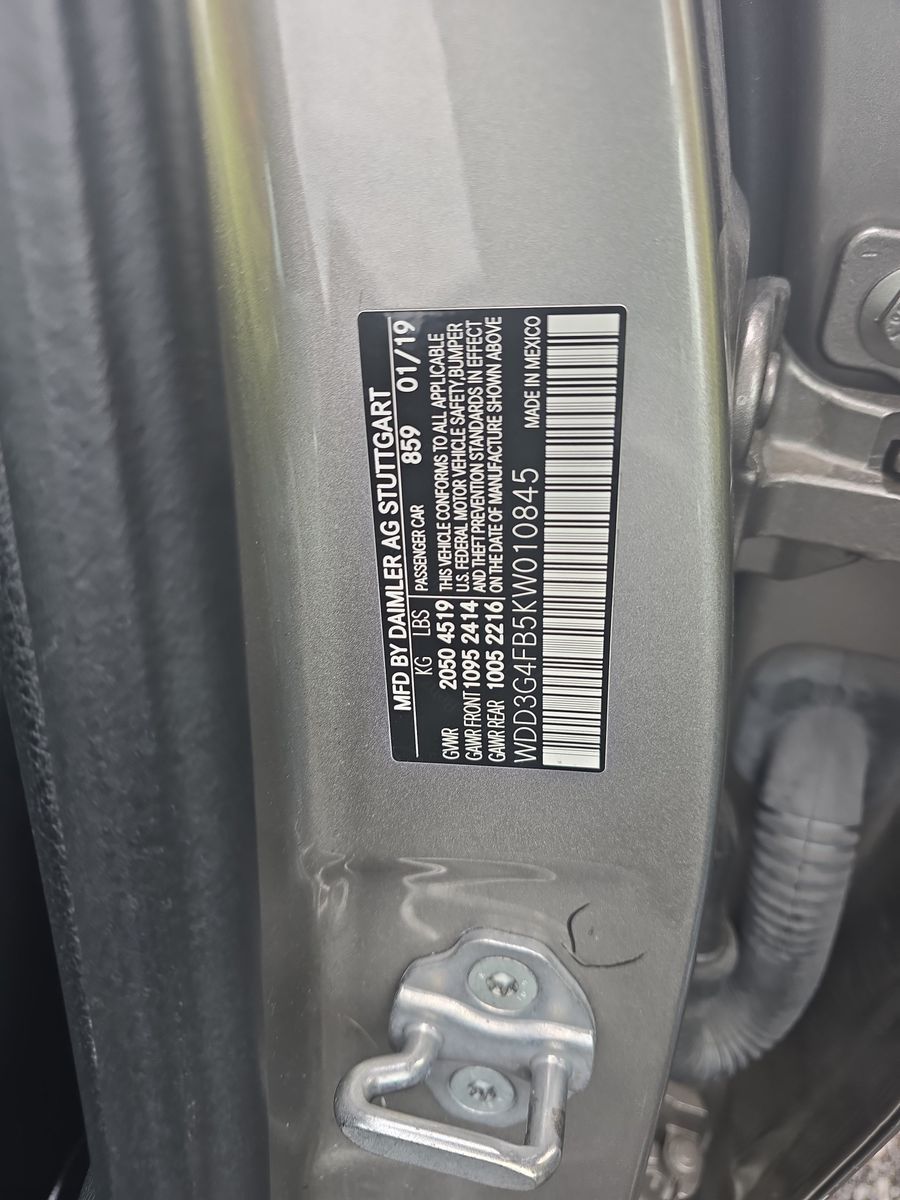 MFD BY DAIMLER AG STUTTGART
KG LBS PASSENGER CAR 859 01/19
GVWR 2050 4519 THIS VEHICLE CONFORMS TO ALL APPLICABLE
GAWR FRONT 1095 2414 U.S. FEDERAL MOTOR VEHICLE SAFETY, BUMPER
GAWR REAR 1005 2216 AND THEFT PREVENTION STANDARDS IN EFFECT
ON THE DATE OF MANUFACTURE SHOWN ABOVE
WDD3G4FB5KW010845 MADE IN MEXICO